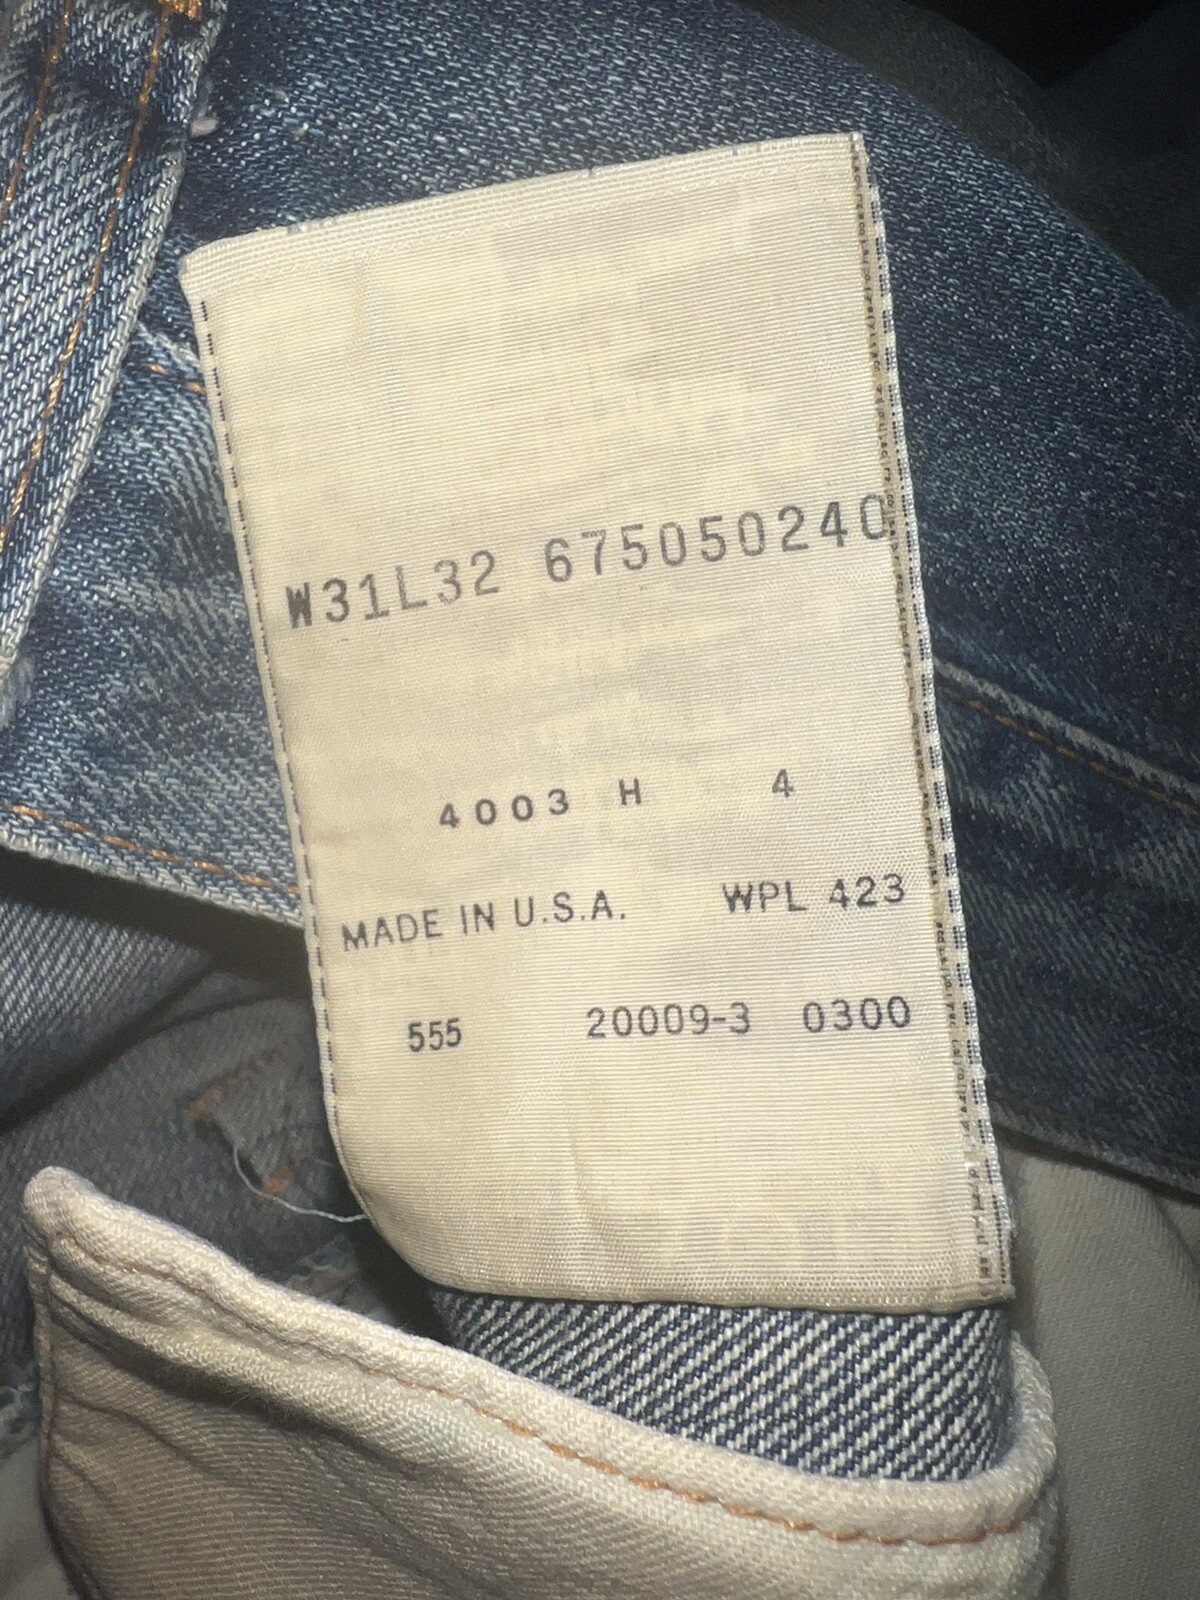 W31L32 675050240
4003 H 4
MADE IN U.S.A. WPL 423
555 20009-3 0300